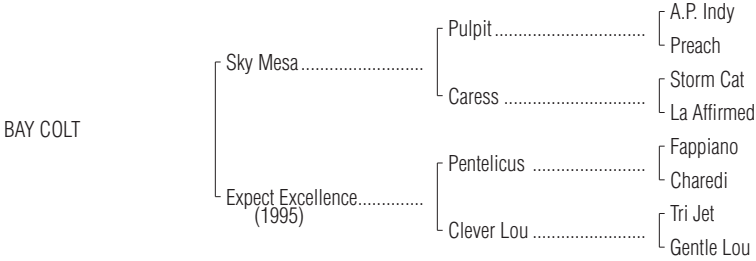 A.P. Indy
Pulpit..............................
Preach
Sky Mesa........................
Storm Cat
Caress ............................
La Affirmed
BAY COLT
Fappiano
Pentelicus ......................
Charedi
Expect Excellence.............
(1995)
Tri Jet
Clever Lou ......................
Gentle Lou